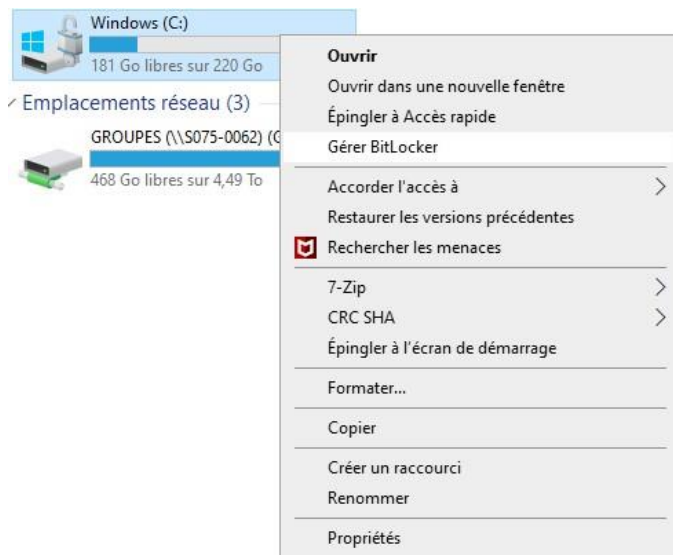 Windows (C:)
181 Go libres sur 220 Go
Emplacements réseau (3)
GROUPES (\\S075-0062) (G
468 Go libres sur 4,49 To
Ouvrir
Ouvrir dans une nouvelle fenêtre
Épingler à Accès rapide
Gérer BitLocker
Accorder l'accès à
Restaurer les versions précédentes
Rechercher les menaces
7-Zip
CRC SHA
Épingler à l'écran de démarrage
Formater...
Copier
Créer un raccourci
Renommer
Propriétés